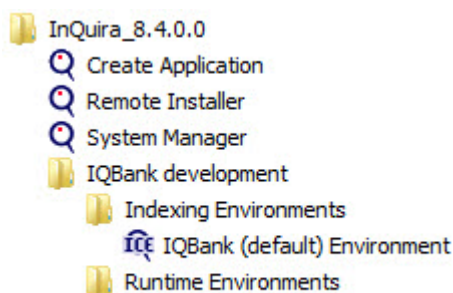 InQuira_8.4.0.0
Create Application
Remote Installer
System Manager
IQBank development
Indexing Environments
ICE IQBank (default) Environment
Runtime Environments